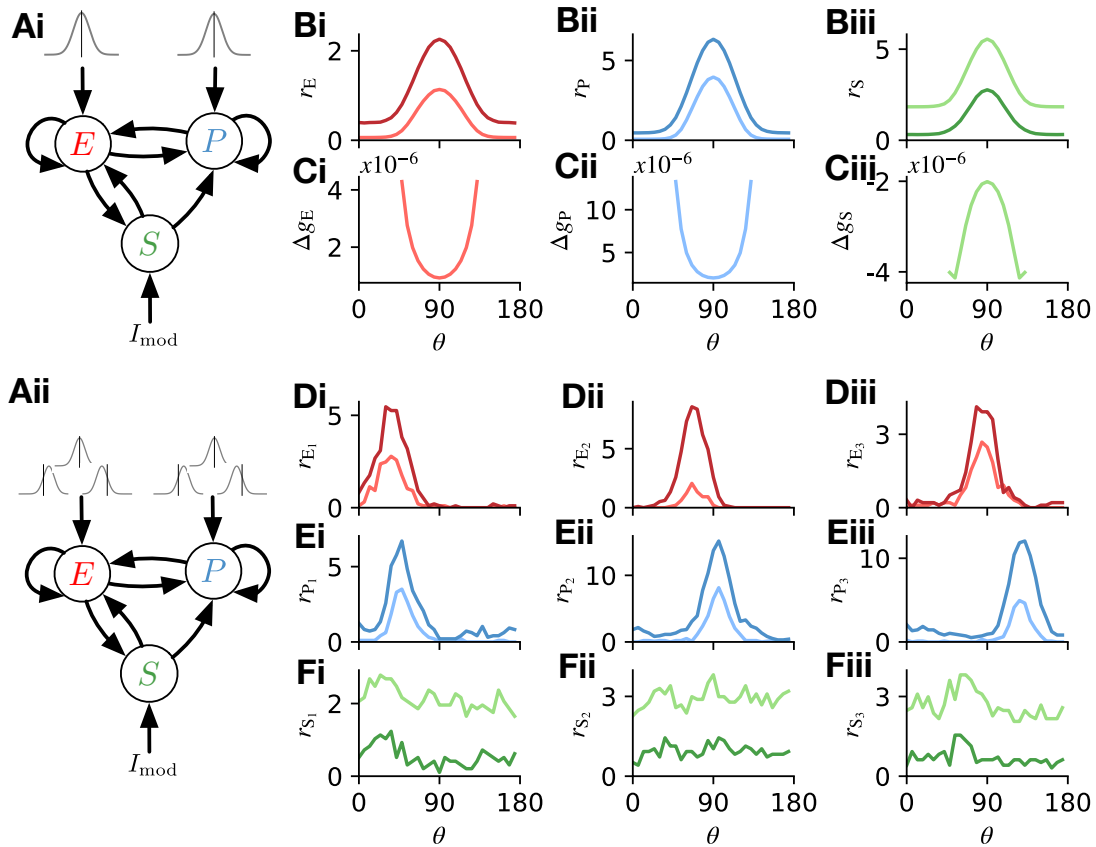 Ai
E
P
S
I_mod
Bi
r_E
2
0
Bii
r_P
5
0
Biii
r_S
5
0
Ci
x10^-6
Δg_E
4
2
0
90
180
θ
Cii
x10^-6
Δg_P
10
5
0
90
180
θ
Ciii
x10^-6
Δg_S
-2
-4
0
90
180
θ
Aii
E
P
S
I_mod
Di
r_E1
5
0
Dii
r_E2
5
0
Diii
r_E3
3
0
Ei
r_P1
5
0
Eii
r_P2
10
0
Eiii
r_P3
10
0
Fi
r_S1
2
0
0
90
180
θ
Fii
r_S2
3
0
0
90
180
θ
Fiii
r_S3
3
0
0
90
180
θ